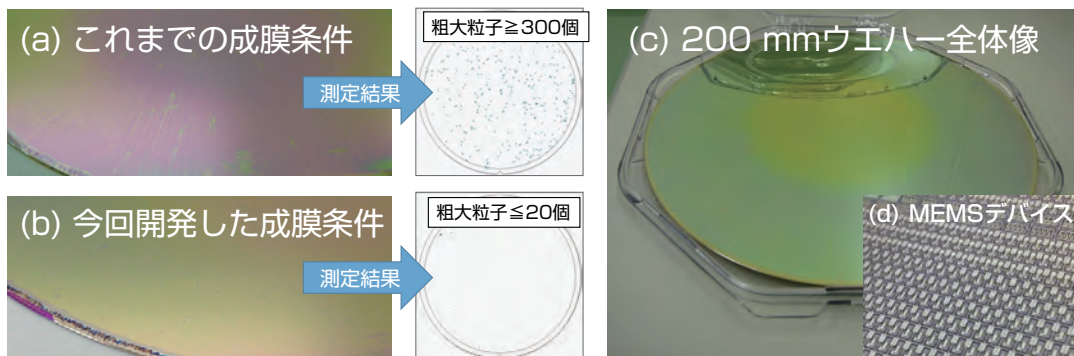 (a) これまでの成膜条件
測定結果
粗大粒子≧300個
(b) 今回開発した成膜条件
測定結果
粗大粒子≦20個
(c) 200 mmウエハー全体像
(d) MEMSデバイス